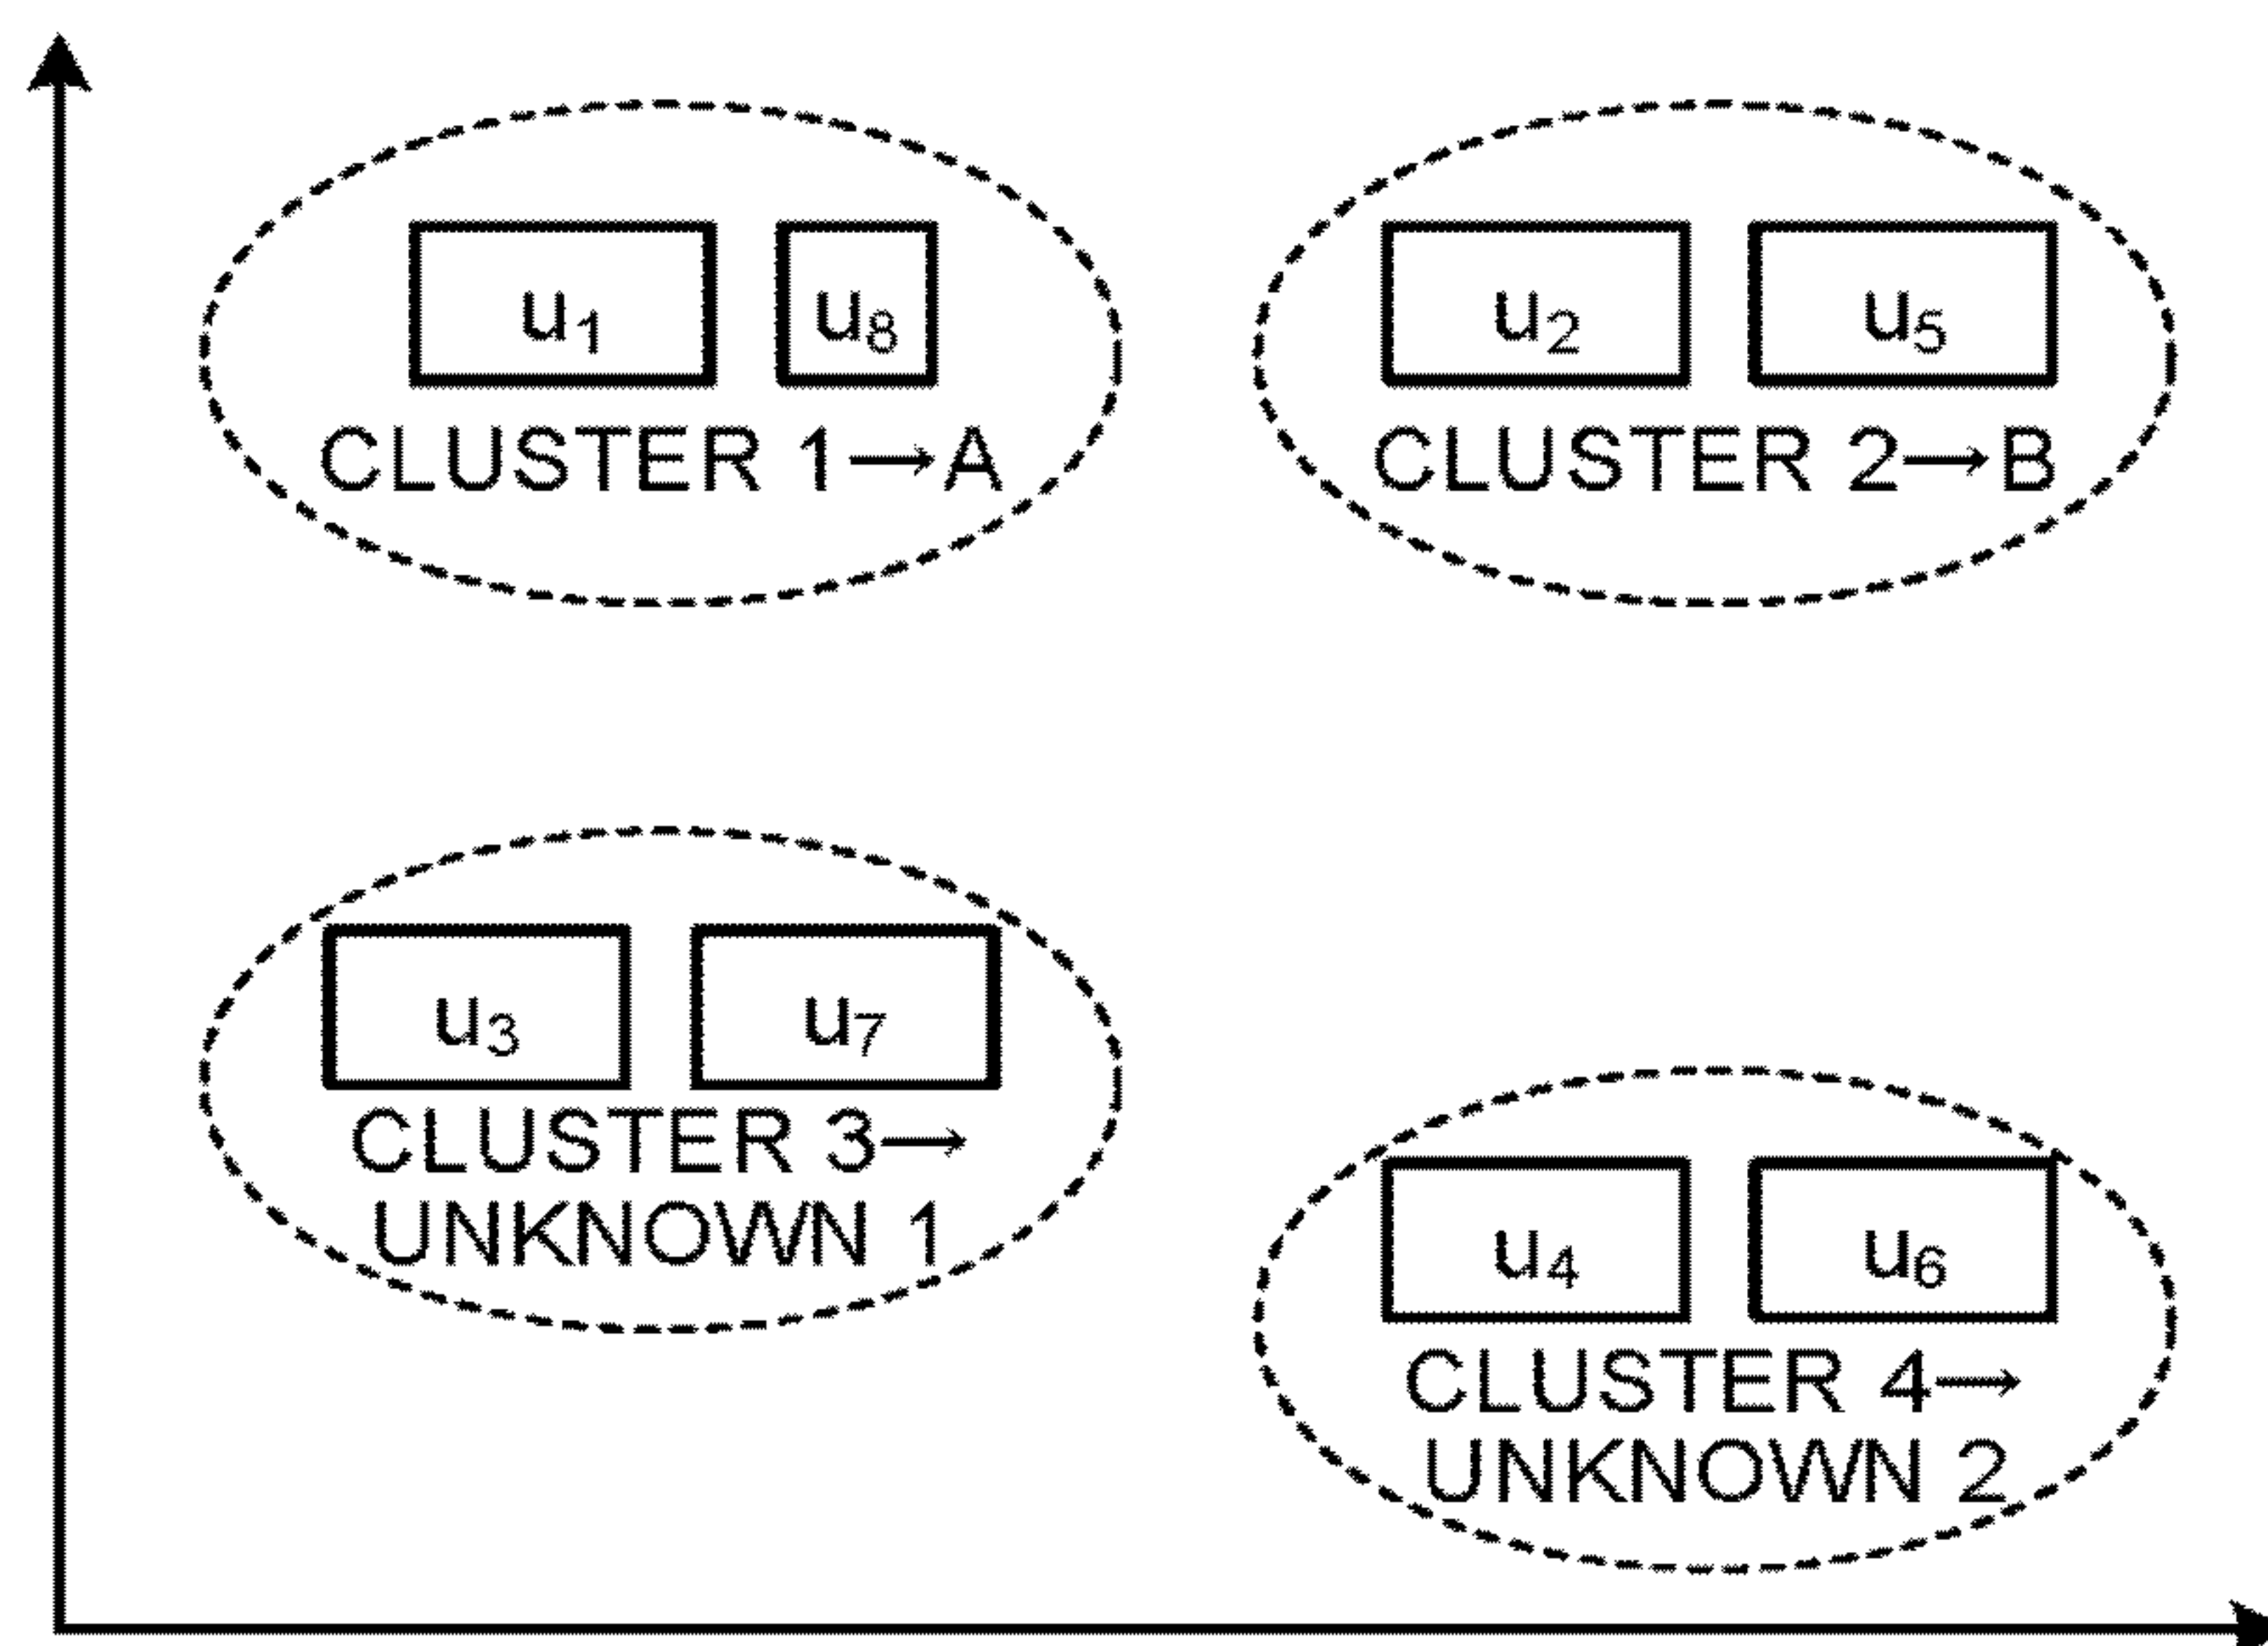 u₁ u₈
CLUSTER 1→A
u₂ u₅
CLUSTER 2→B
u₃ u₇
CLUSTER 3→
UNKNOWN 1
u₄ u₆
CLUSTER 4→
UNKNOWN 2